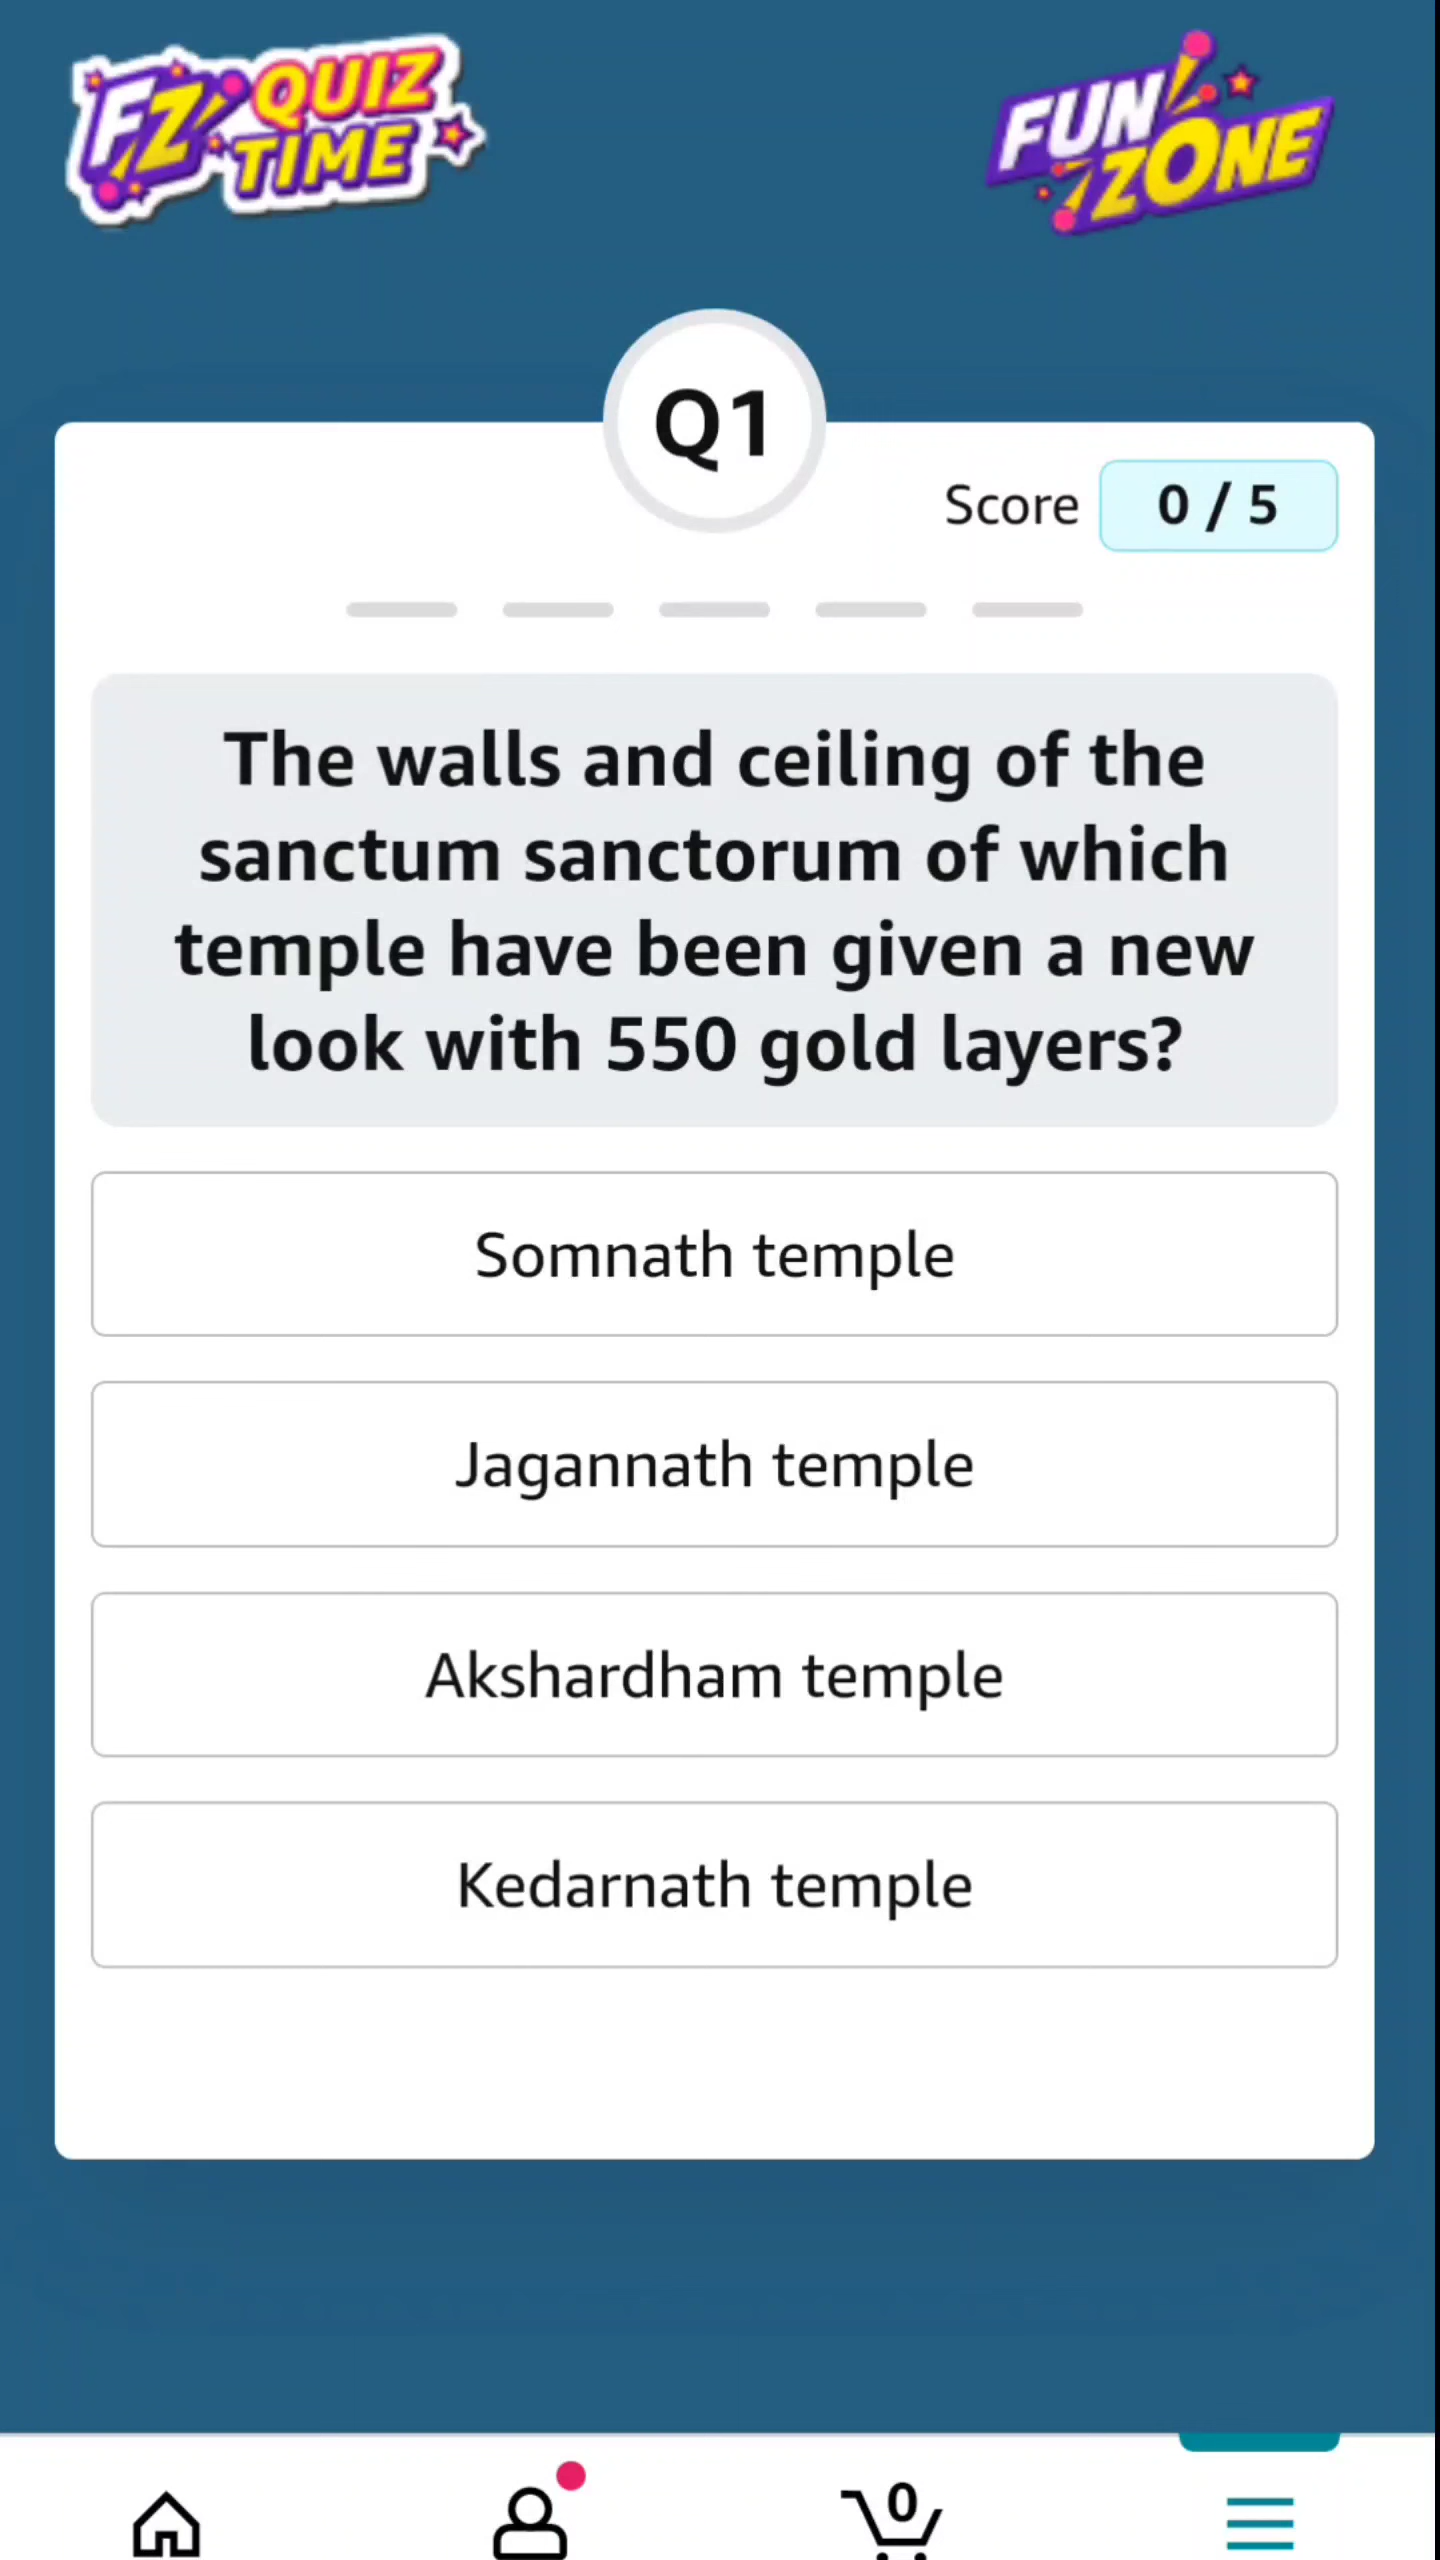 FZ QUIZ
TIME
FUN
ZONE
Q1
Score 0 / 5
The walls and ceiling of the
sanctum sanctorum of which
temple have been given a new
look with 550 gold layers?
Somnath temple
Jagannath temple
Akshardham temple
Kedarnath temple
0